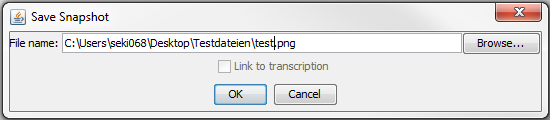 Save Snapshot
File name: C:\Users\seki068\Desktop\Testdateien\test.png Browse...
Link to transcription
OK Cancel